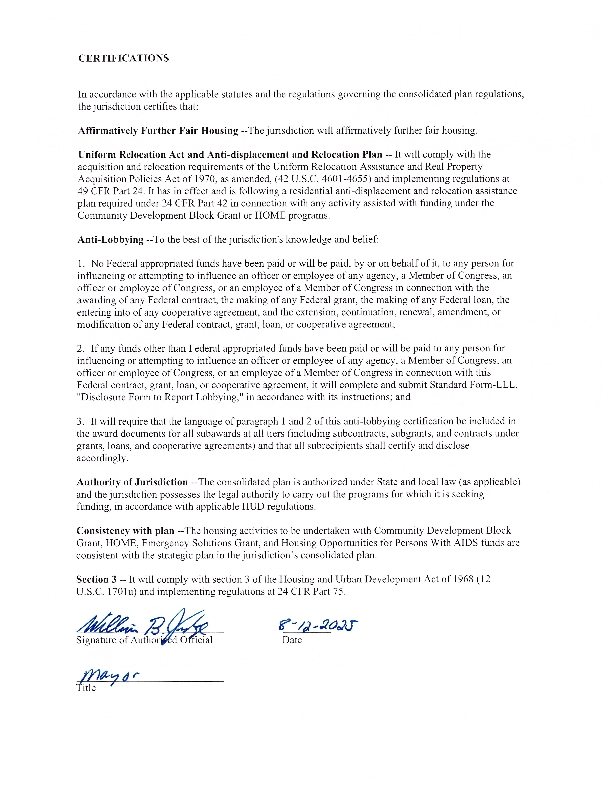 CERTIFICATIONS
In accordance with the applicable statutes and the regulations governing the consolidated plan regulations,
the jurisdiction certifies that:
Affirmatively Further Fair Housing --The jurisdiction will affirmatively further fair housing.
Uniform Relocation Act and Anti-displacement and Relocation Plan -- It will comply with the
acquisition and relocation requirements of the Uniform Relocation Assistance and Real Property
Acquisition Policies Act of 1970, as amended, (42 U.S.C. 4601-4655) and implementing regulations at
49 CFR Part 24. It has in effect and is following a residential anti-displacement and relocation assistance
plan required under 24 CFR Part 42 in connection with any activity assisted with funding under the
Community Development Block Grant or HOME programs.
Anti-Lobbying --To the best of the jurisdiction's knowledge and belief:
1. No Federal appropriated funds have been paid or will be paid, by or on behalf of it, to any person for
influencing or attempting to influence an officer or employee of any agency, a Member of Congress, an
officer or employee of Congress, or an employee of a Member of Congress in connection with the
awarding of any Federal contract, the making of any Federal grant, the making of any Federal loan, the
entering into of any cooperative agreement, and the extension, continuation, renewal, amendment, or
modification of any Federal contract, grant, loan, or cooperative agreement;
2. If any funds other than Federal appropriated funds have been paid or will be paid to any person for
influencing or attempting to influence an officer or employee of any agency, a Member of Congress, an
officer or employee of Congress, or an employee of a Member of Congress in connection with this
Federal contract, grant, loan, or cooperative agreement, it will complete and submit Standard Form-LLL,
"Disclosure Form to Report Lobbying," in accordance with its instructions; and
3. It will require that the language of paragraph 1 and 2 of this anti-lobbying certification be included in
the award documents for all subawards at all tiers (including subcontracts, subgrants, and contracts under
grants, loans, and cooperative agreements) and that all subrecipients shall certify and disclose
accordingly.
Authority of Jurisdiction --The consolidated plan is authorized under State and local law (as applicable)
and the jurisdiction possesses the legal authority to carry out the programs for which it is seeking
funding, in accordance with applicable HUD regulations.
Consistency with plan --The housing activities to be undertaken with Community Development Block
Grant, HOME, Emergency Solutions Grant, and Housing Opportunities for Persons With AIDS funds are
consistent with the strategic plan in the jurisdiction's consolidated plan.
Section 3 -- It will comply with section 3 of the Housing and Urban Development Act of 1968 (12
U.S.C. 1701u) and implementing regulations at 24 CFR Part 75.
William B. 8-12-2025
Signature of Authorized Official Date
Mayor
Title